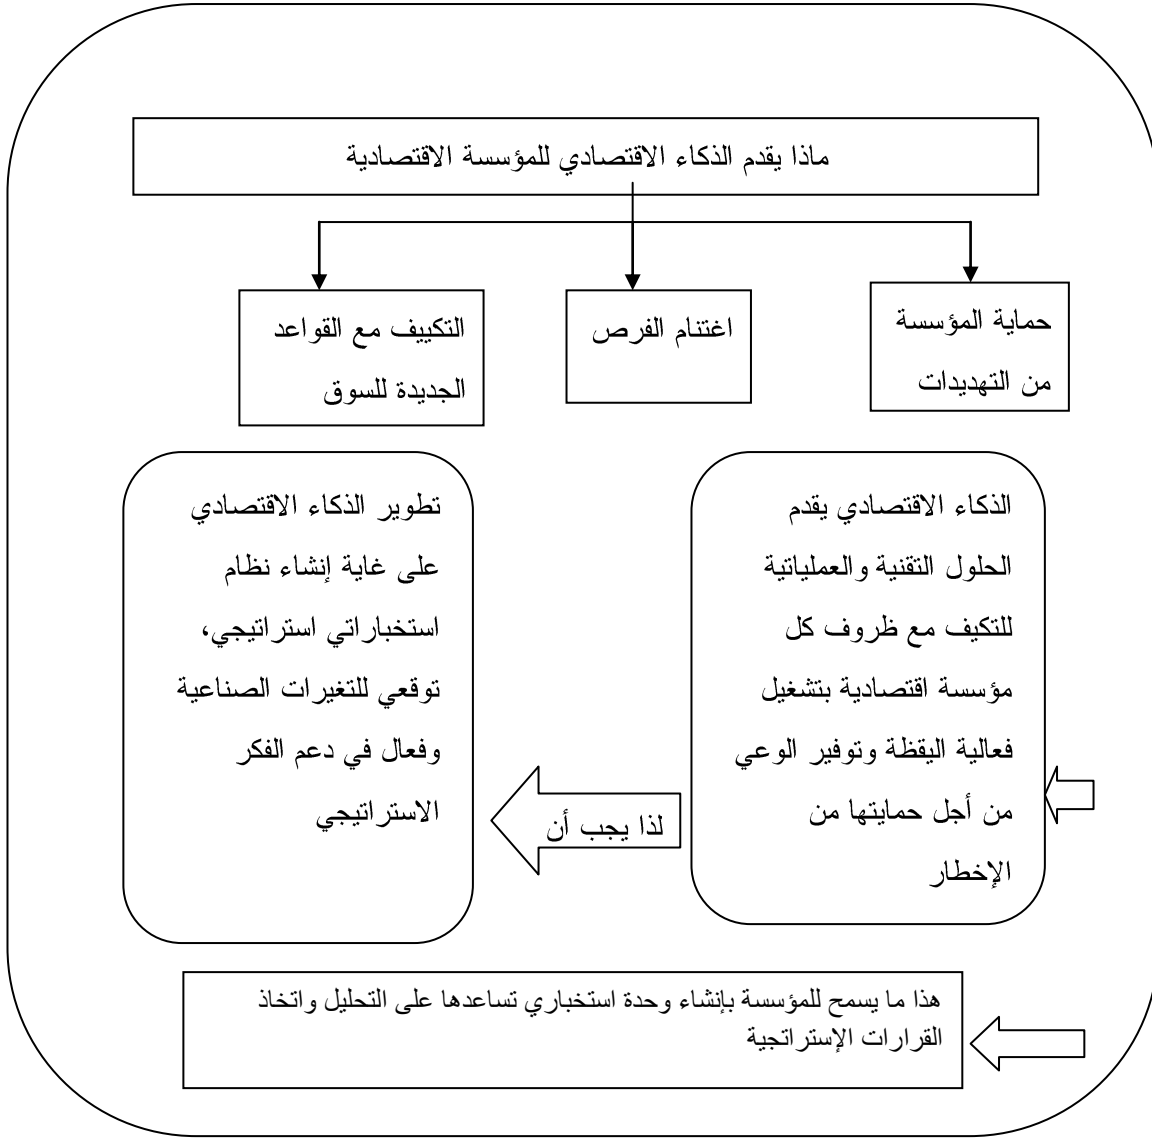 ماذا يقدم الذكاء الاقتصادي للمؤسسة الاقتصادية
حماية المؤسسة
من التهديدات
اغتنام الفرص
التكييف مع القواعد
الجديدة للسوق
الذكاء الاقتصادي يقدم
الحلول التقنية والعملياتية
للتكيف مع ظروف كل
مؤسسة اقتصادية بتشغيل
فعالية اليقظة وتوفير الوعي
من أجل حمايتها من
الإخطار
لذا يجب أن
تطوير الذكاء الاقتصادي
على غاية إنشاء نظام
استخباراتي استراتيجي،
توقعي للتغيرات الصناعية
وفعال في دعم الفكر
الاستراتيجي
هذا ما يسمح للمؤسسة بإنشاء وحدة استخباري تساعدها على التحليل واتخاذ
القرارات الإستراتجية